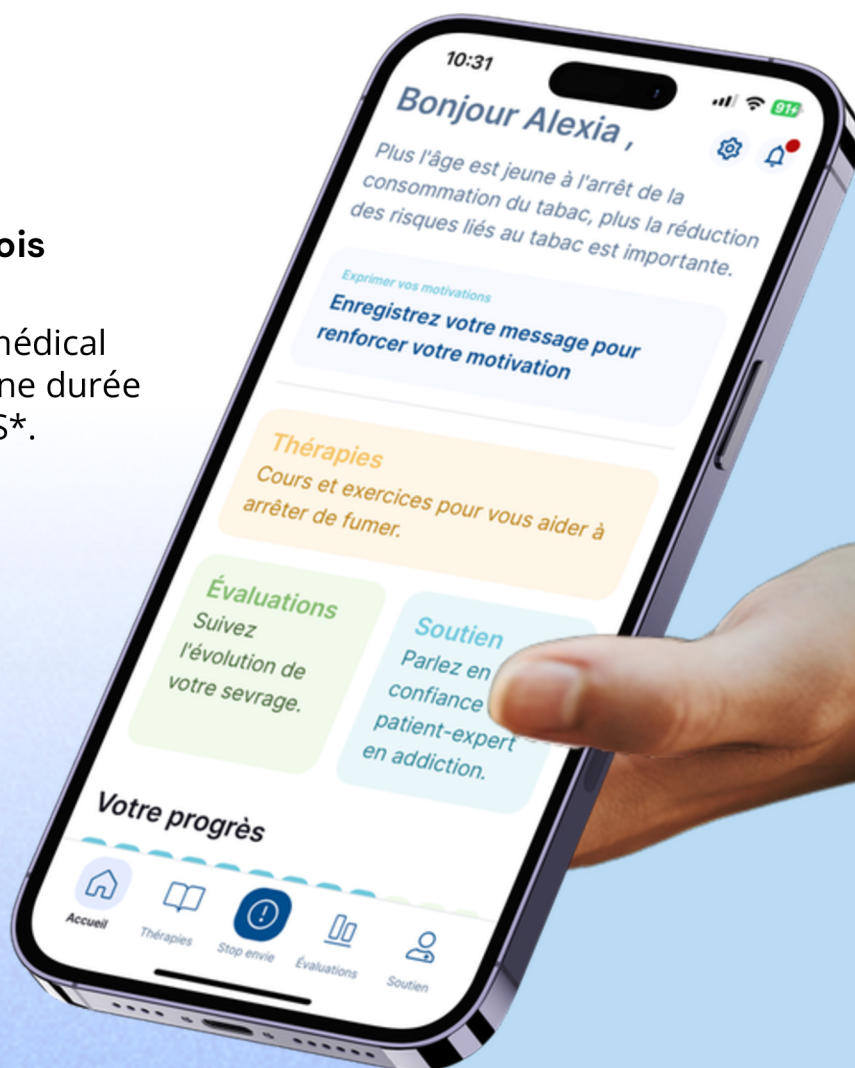 ois
médical
ne durée
S*.
10:31
91
Bonjour Alexia ,
Plus l'âge est jeune à l'arrêt de la
consommation du tabac, plus la réduction
des risques liés au tabac est importante.
Exprimer vos motivations
Enregistrez votre message pour
renforcer votre motivation
Thérapies
Cours et exercices pour vous aider à
arrêter de fumer.
Évaluations
Suivez
l'évolution de
votre sevrage.
Soutien
Parlez en
confiance
patient-expert
en addiction.
Votre progrès
Accueil
Thérapies
Stop envie
Évaluations
Soutien